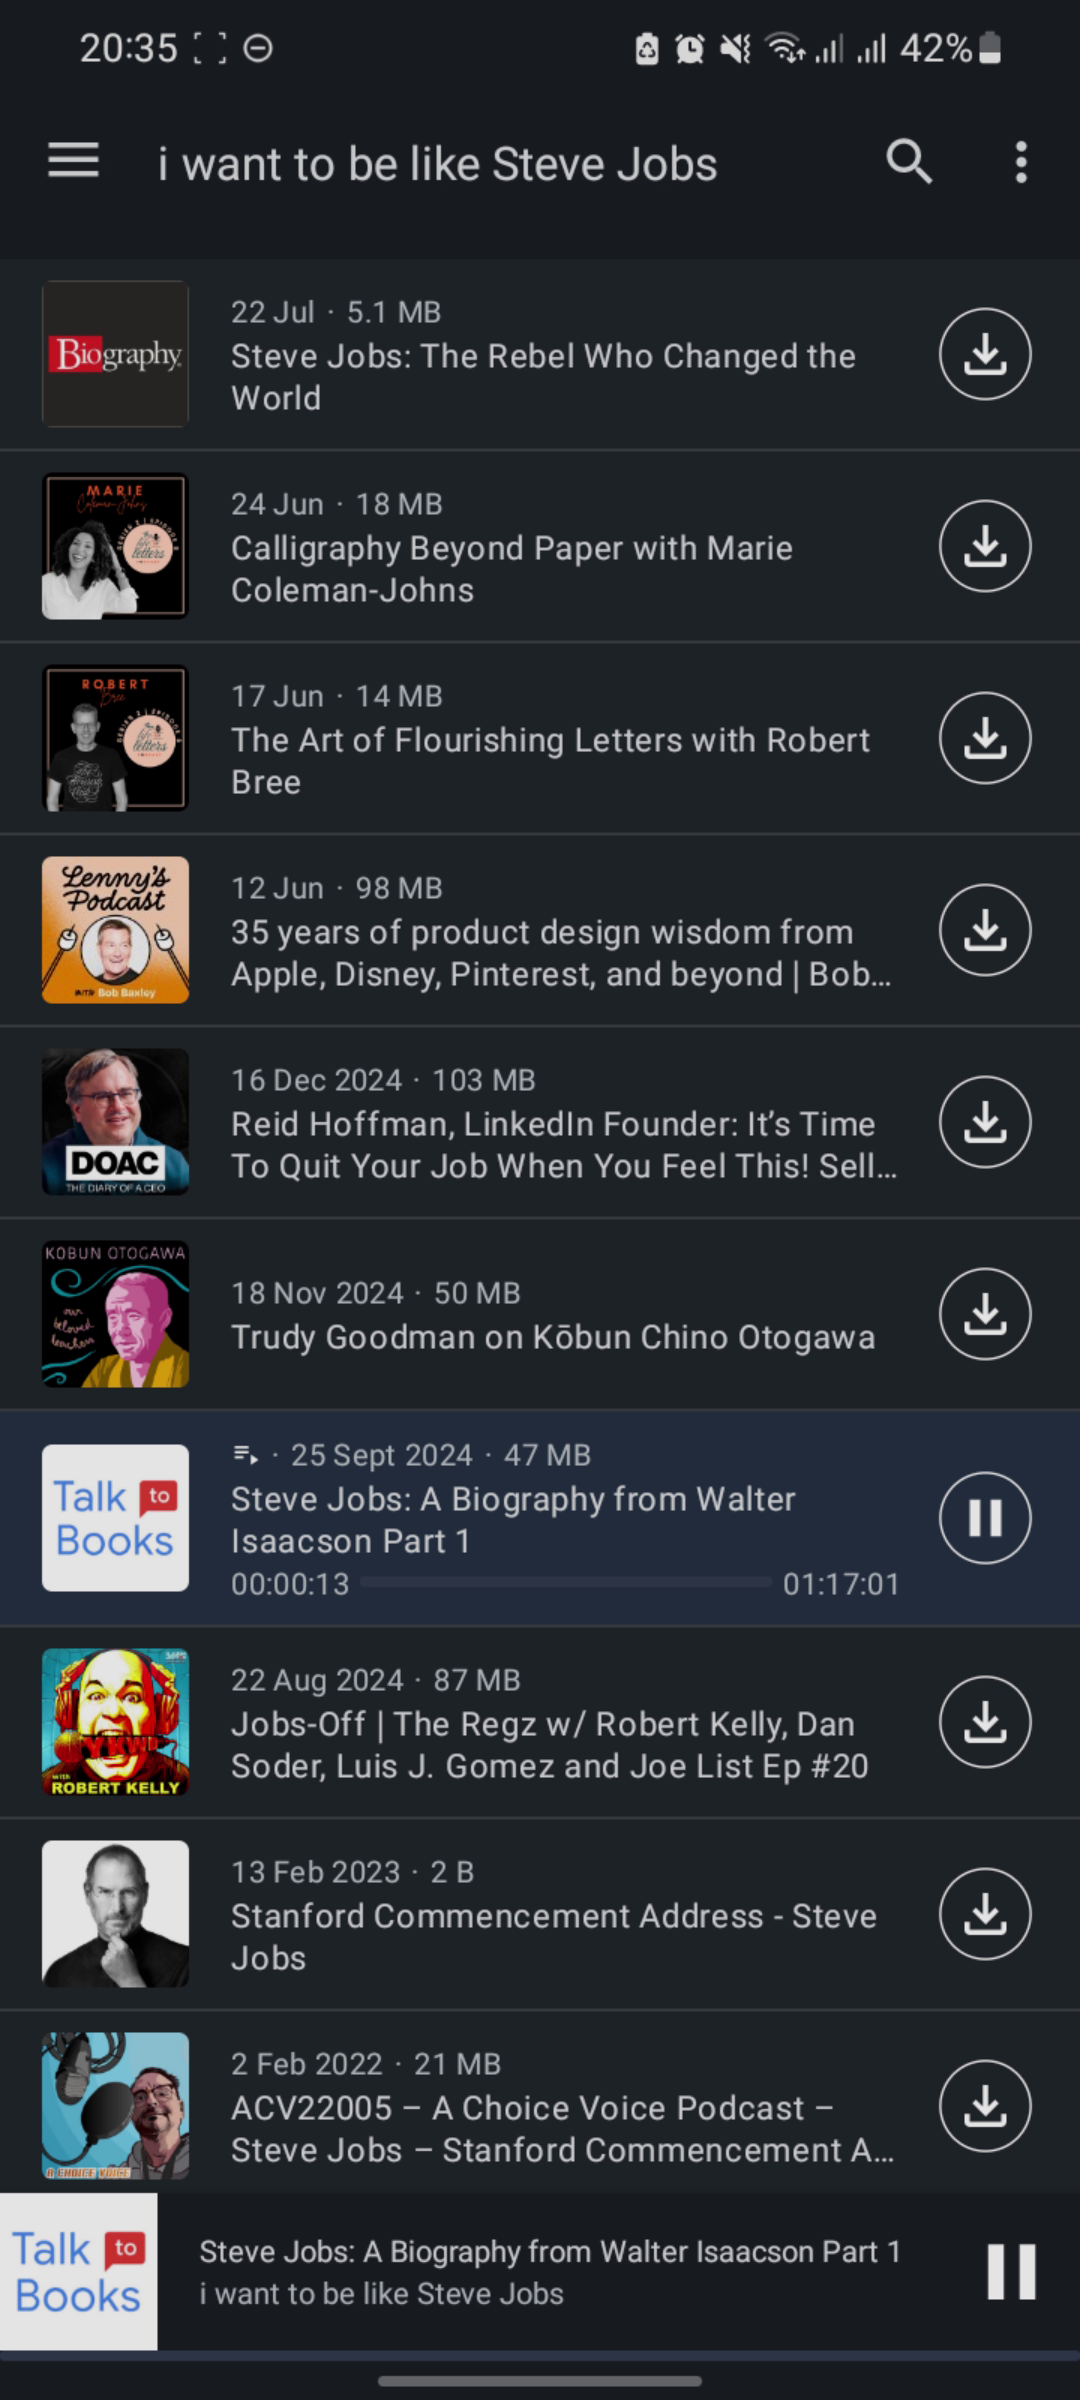 20:35
42%
i want to be like Steve Jobs
Biography
22 Jul · 5.1 MB
Steve Jobs: The Rebel Who Changed the
World
MARIE
Coleman-Johns
letters
24 Jun · 18 MB
Calligraphy Beyond Paper with Marie
Coleman-Johns
ROBERT
Bree
letters
17 Jun · 14 MB
The Art of Flourishing Letters with Robert
Bree
Lenny's
Podcast
WITH Bob Baxley
12 Jun · 98 MB
35 years of product design wisdom from
Apple, Disney, Pinterest, and beyond | Bob...
DOAC
THE DIARY OF A CEO
16 Dec 2024 · 103 MB
Reid Hoffman, LinkedIn Founder: It’s Time
To Quit Your Job When You Feel This! Sell...
KOBUN OTOGAWA
our
beloved
teachers
18 Nov 2024 · 50 MB
Trudy Goodman on Kōbun Chino Otogawa
Talk to
Books
· 25 Sept 2024 · 47 MB
Steve Jobs: A Biography from Walter
Isaacson Part 1
00:00:13
01:17:01
YKWD
WITH
ROBERT KELLY
22 Aug 2024 · 87 MB
Jobs-Off | The Regz w/ Robert Kelly, Dan
Soder, Luis J. Gomez and Joe List Ep #20
13 Feb 2023 · 2 B
Stanford Commencement Address - Steve
Jobs
A CHOICE VOICE
2 Feb 2022 · 21 MB
ACV22005 – A Choice Voice Podcast –
Steve Jobs – Stanford Commencement A...
Talk to
Books
Steve Jobs: A Biography from Walter Isaacson Part 1
i want to be like Steve Jobs